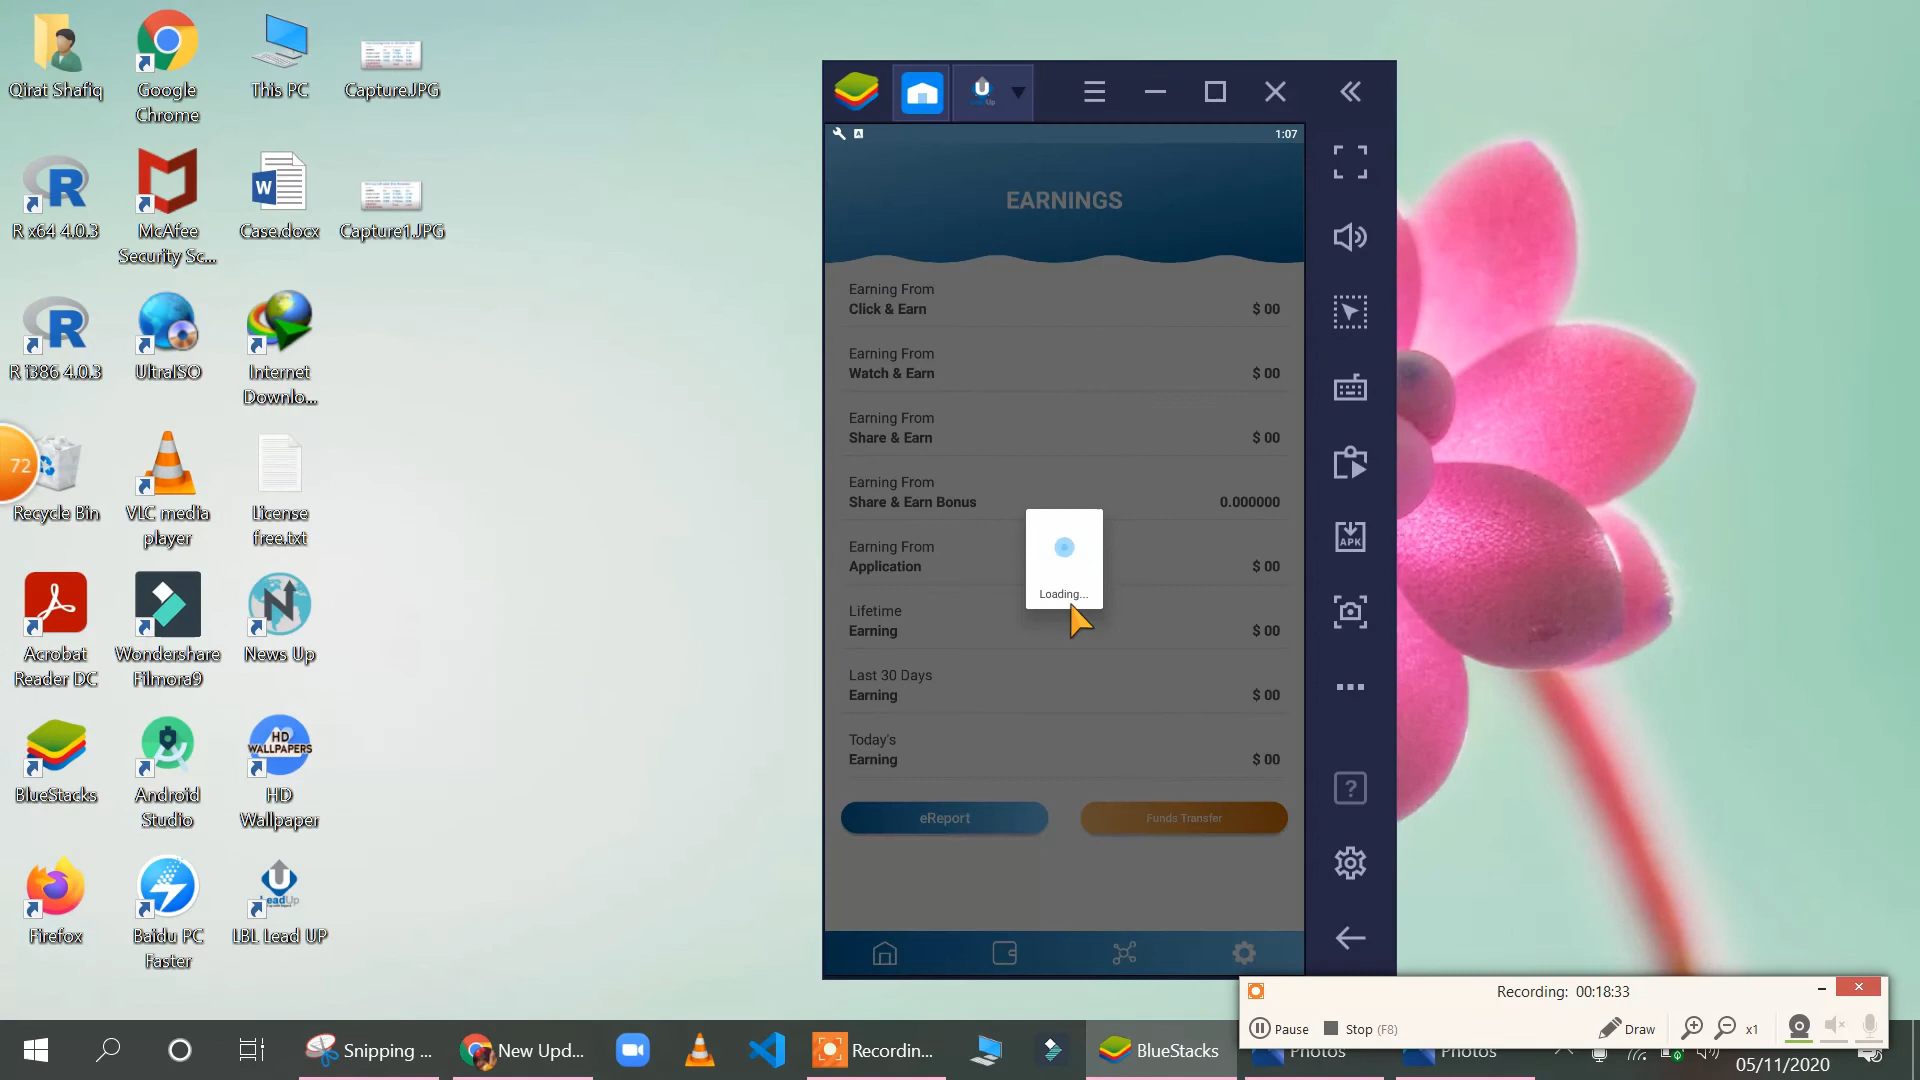 Qirat Shafiq
Google
Chrome
This PC
Capture.JPG
R x64 4.0.3
McAfee
Security Sc...
Case.docx
Capture1.JPG
R i386 4.0.3
UltraISO
Internet
Downlo...
72
Recycle Bin
VLC media
player
License
free.txt
Acrobat
Reader DC
Wondershare
Filmora9
News Up
BlueStacks
Android
Studio
HD
WALLPAPERS
HD
Wallpaper
Firefox
Baidu PC
Faster
LeadUp
LBL Lead UP
1:07
EARNINGS
Earning From
Click & Earn $ 00
Earning From
Watch & Earn $ 00
Earning From
Share & Earn $ 00
Earning From
Share & Earn Bonus 0.000000
Earning From
Application $ 00
Loading...
Lifetime
Earning $ 00
Last 30 Days
Earning $ 00
Today's
Earning $ 00
eReport
Funds Transfer
APK
Recording: 00:18:33
Pause
Stop (F8)
Draw
x1
Snipping ...
New Upd...
Recordin...
BlueStacks
Photos
Photos
05/11/2020